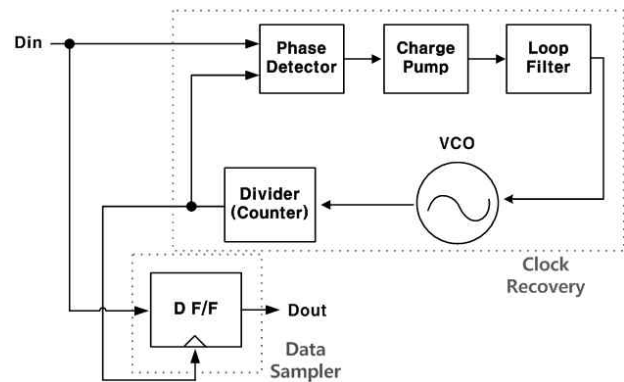 Din
Phase
Detector
Charge
Pump
Loop
Filter
VCO
Divider
(Counter)
Clock
Recovery
D F/F
Dout
Data
Sampler